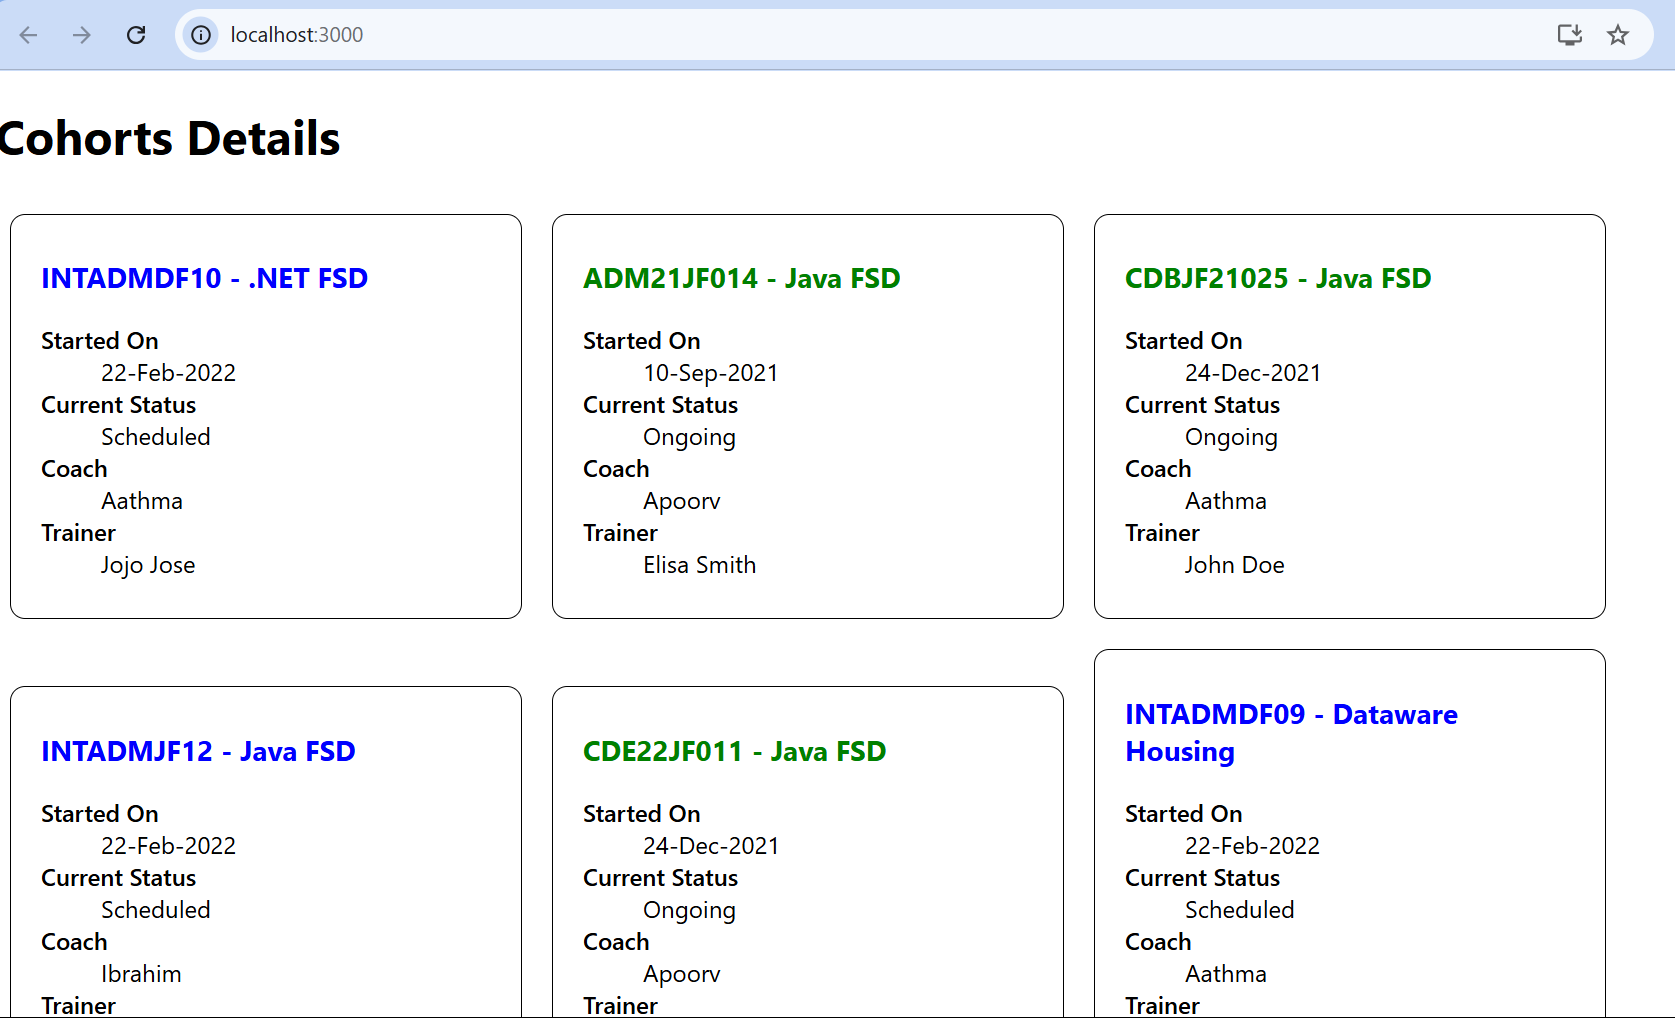 localhost:3000
Cohorts Details
INTADMDF10 - .NET FSD
Started On
22-Feb-2022
Current Status
Scheduled
Coach
Aathma
Trainer
Jojo Jose
ADM21JF014 - Java FSD
Started On
10-Sep-2021
Current Status
Ongoing
Coach
Apoorv
Trainer
Elisa Smith
CDBJF21025 - Java FSD
Started On
24-Dec-2021
Current Status
Ongoing
Coach
Aathma
Trainer
John Doe
INTADMJF12 - Java FSD
Started On
22-Feb-2022
Current Status
Scheduled
Coach
Ibrahim
Trainer
CDE22JF011 - Java FSD
Started On
24-Dec-2021
Current Status
Ongoing
Coach
Apoorv
Trainer
INTADMDF09 - Dataware
Housing
Started On
22-Feb-2022
Current Status
Scheduled
Coach
Aathma
Trainer